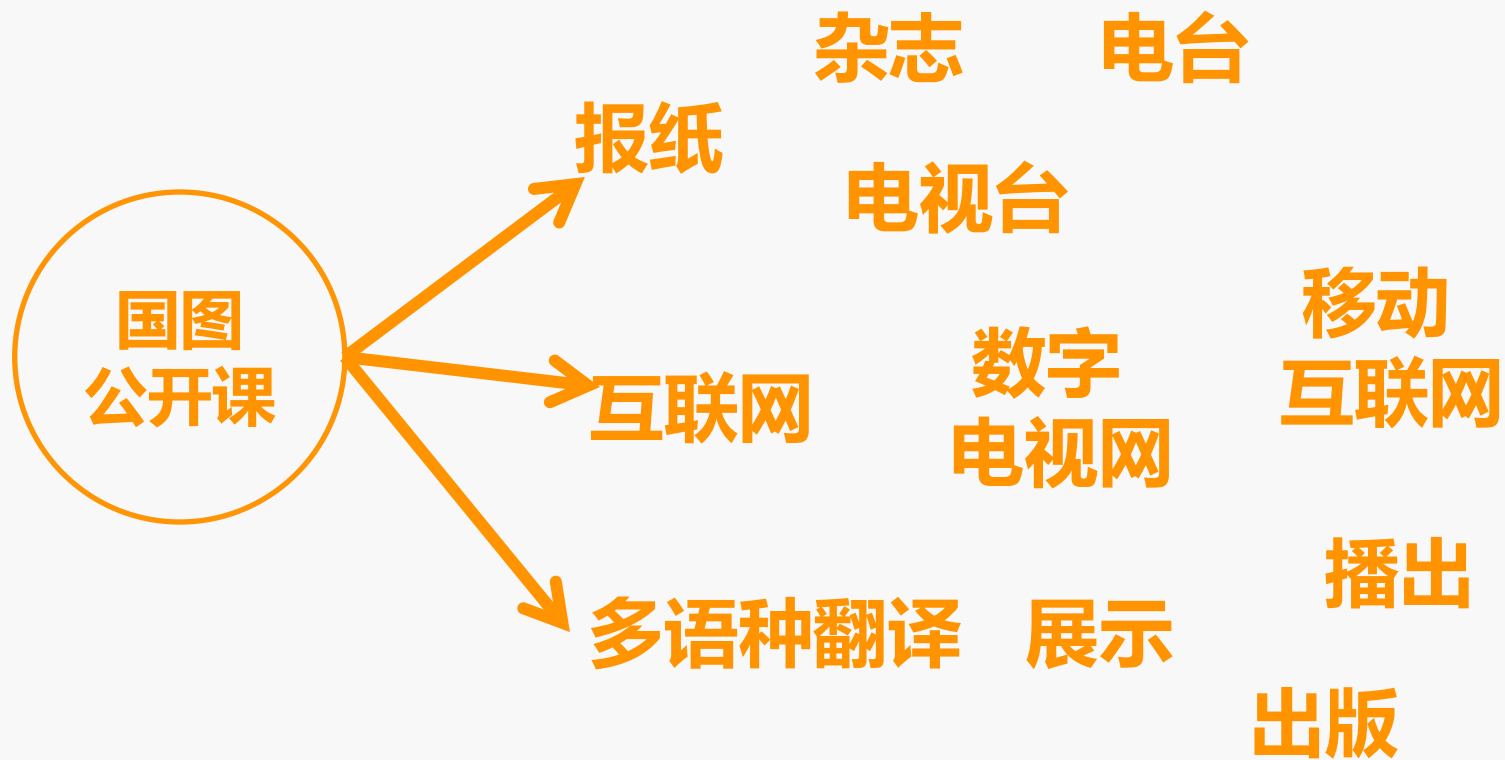 国图
公开课
报纸
杂志
电台
电视台
互联网
数字
电视网
移动
互联网
多语种翻译
展示
播出
出版